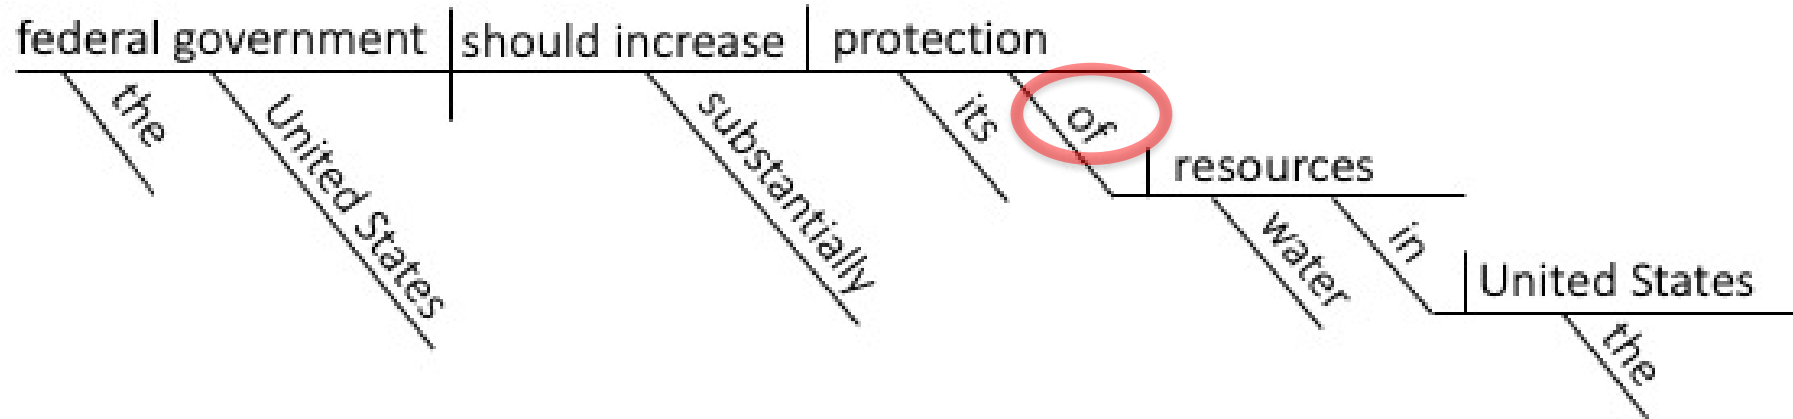 federal government should increase protection
the United States substantially its of
resources
water in
United States
the